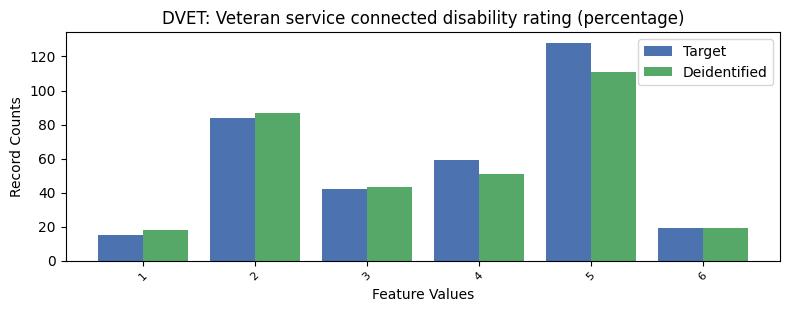 DVET: Veteran service connected disability rating (percentage)
Target
Deidentified
Record Counts
120
100
80
60
40
20
0
1 2 3 4 5 6
Feature Values